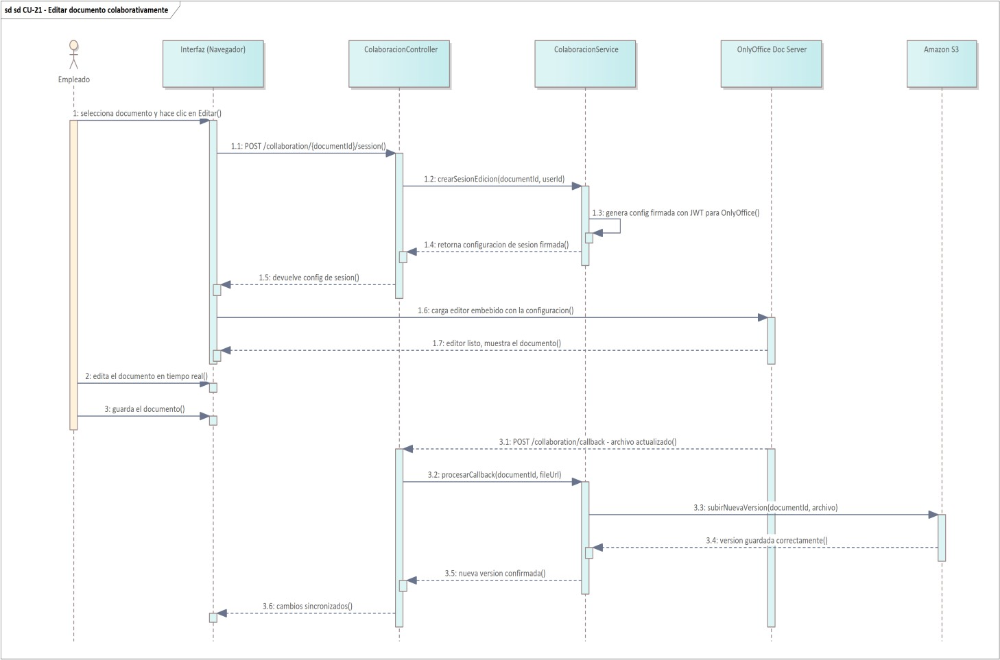 sd sd CU-21 - Editar documento colaborativamente
Empleado
Interfaz (Navegador)
ColaboracionController
ColaboracionService
OnlyOffice Doc Server
Amazon S3
1: selecciona documento y hace clic en Editar()
1.1: POST /collaboration/{documentId}/session()
1.2: crearSesionEdicion(documentId, userId)
1.3: genera config firmada con JWT para OnlyOffice()
1.4: retorna configuracion de sesion firmada()
1.5: devuelve config de sesion()
1.6: carga editor embebido con la configuracion()
1.7: editor listo, muestra el documento()
2: edita el documento en tiempo real()
3: guarda el documento()
3.1: POST /collaboration/callback - archivo actualizado()
3.2: procesarCallback(documentId, fileUrl)
3.3: subirNuevaVersion(documentId, archivo)
3.4: version guardada correctamente()
3.5: nueva version confirmada()
3.6: cambios sincronizados()